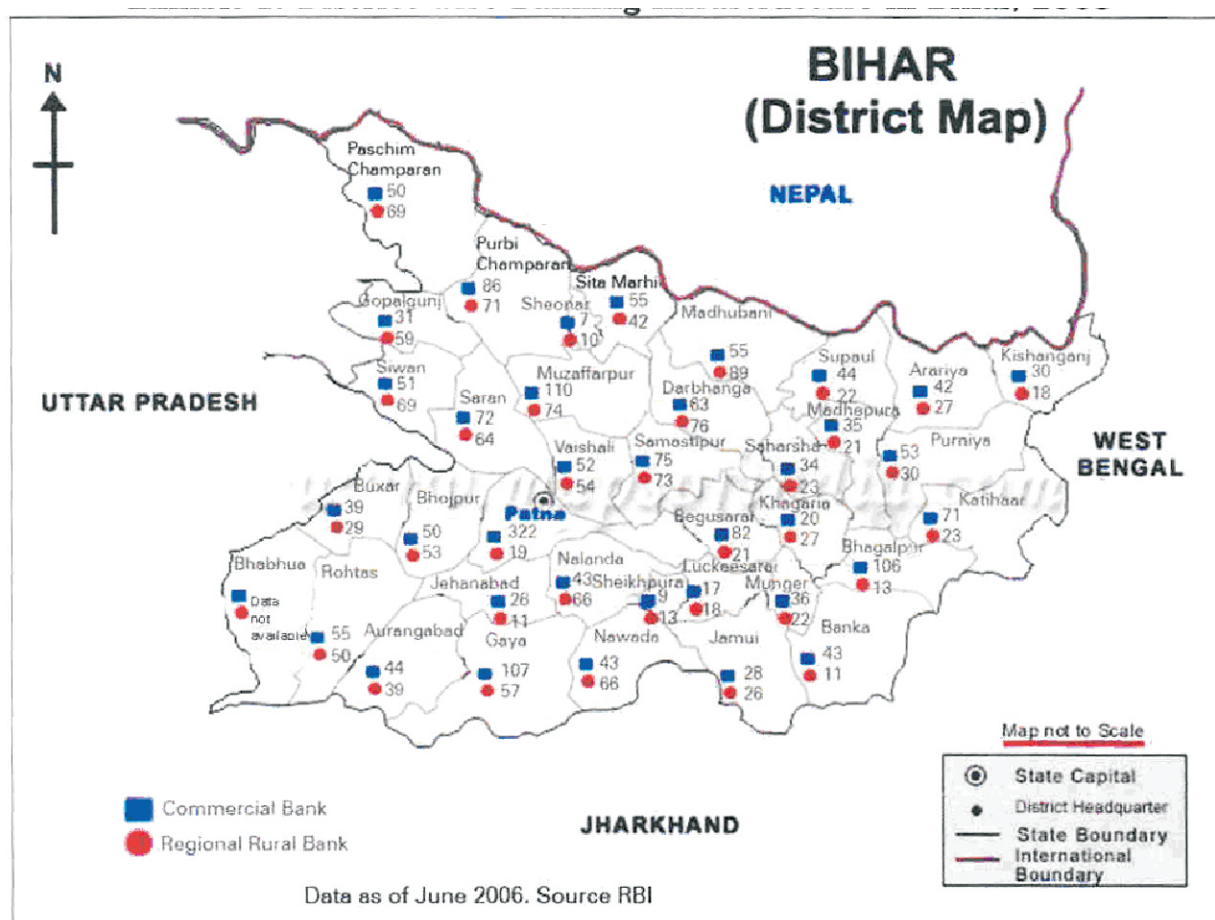 BIHAR
(District Map)
N
NEPAL
UTTAR PRADESH
WEST
BENGAL
JHARKHAND
Paschim
Champaran
50
69
Purbi
Champaran
86
71
Sita Marhi
55
42
Sheohar
7
10
Gopalgunj
31
59
Madhubani
55
89
Siwan
51
69
Muzaffarpur
110
74
Darbhanga
76
Supaul
44
22
Arariya
42
27
Kishanganj
30
18
Saran
72
64
Madhepura
35
21
Purniya
53
30
Vaishali
52
54
Samastipur
75
73
Saharsha
34
23
Katihaar
71
23
Buxar
39
29
Bhojpur
50
53
Patna
322
19
Begusarai
82
21
Khagaria
20
27
Bhagalpur
106
13
Bhabhua
Data
not
available
Rohtas
55
50
Jehanabad
11
Nalanda
43
66
Sheikhpura
9
13
Luckeesarai
17
18
Munger
36
22
Aurangabad
44
39
Gaya
107
57
Nawada
43
66
Jamui
28
26
Banka
43
11
Map not to Scale
State Capital
District Headquarter
State Boundary
International
Boundary
Commercial Bank
Regional Rural Bank
Data as of June 2006. Source RBI